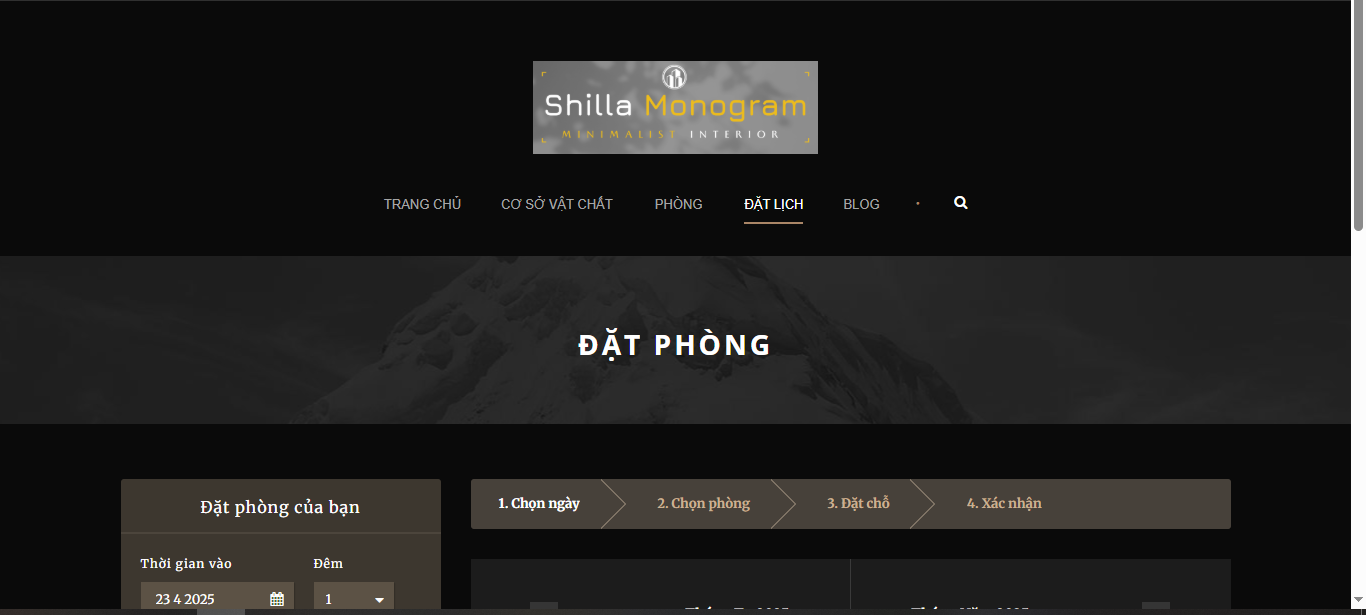 Shilla Monogram
MINIMALIST INTERIOR
TRANG CHỦ CƠ SỞ VẬT CHẤT PHÒNG ĐẶT LỊCH BLOG
ĐẶT PHÒNG
Đặt phòng của bạn
1. Chọn ngày 2. Chọn phòng 3. Đặt chỗ 4. Xác nhận
Thời gian vào Đêm
23 4 2025 1